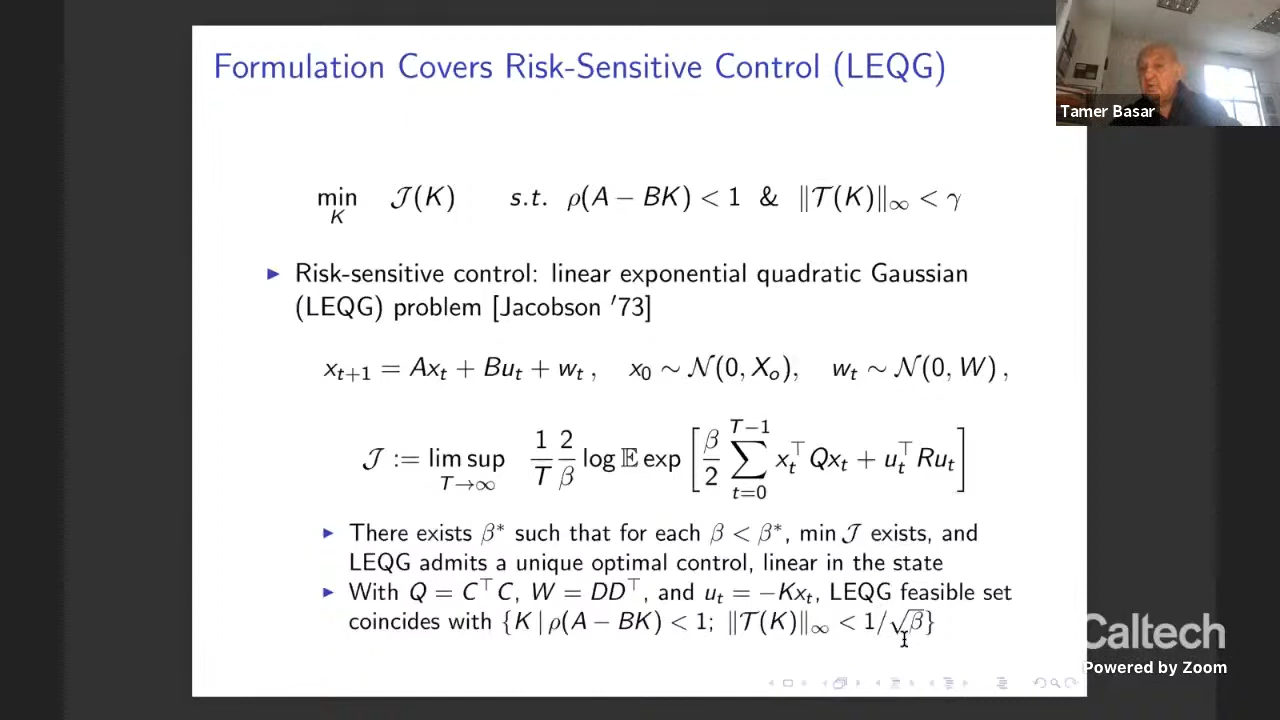 Formulation Covers Risk-Sensitive Control (LEQG)
Tamer Basar
min_K 𝒥(K) s.t. ρ(A − BK) < 1 & ‖𝒯(K)‖_∞ < γ
▶ Risk-sensitive control: linear exponential quadratic Gaussian
(LEQG) problem [Jacobson '73]
x_{t+1} = Ax_t + Bu_t + w_t , x_0 ∼ 𝒩(0, X_o), w_t ∼ 𝒩(0, W) ,
𝒥 := lim sup_{T→∞} 1/T 2/β log 𝔼 exp [ β/2 ∑_{t=0}^{T−1} x_t^⊤ Qx_t + u_t^⊤ Ru_t ]
▶ There exists β* such that for each β < β*, min 𝒥 exists, and
LEQG admits a unique optimal control, linear in the state
▶ With Q = C^⊤C, W = DD^⊤, and u_t = −Kx_t, LEQG feasible set
coincides with {K | ρ(A − BK) < 1; ‖𝒯(K)‖_∞ < 1/√β}
Caltech
Powered by Zoom